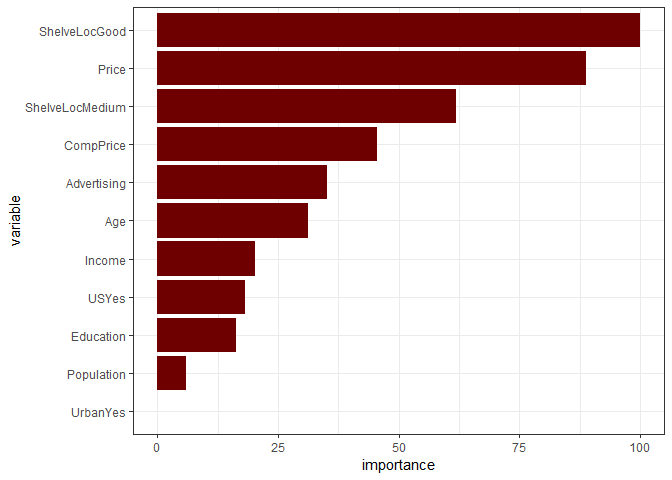 ShelveLocGood
Price
ShelveLocMedium
CompPrice
Advertising
Age
Income
USYes
Education
Population
UrbanYes
variable
0 25 50 75 100
importance